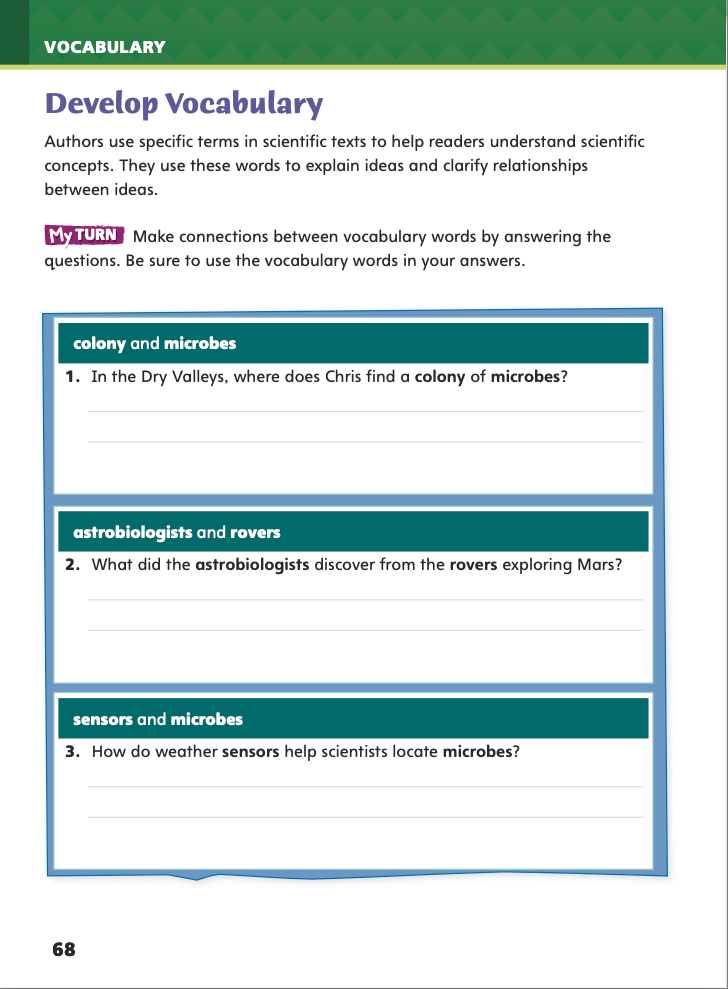 VOCABULARY
Develop Vocabulary
Authors use specific terms in scientific texts to help readers understand scientific
concepts. They use these words to explain ideas and clarify relationships
between ideas.
My TURN Make connections between vocabulary words by answering the
questions. Be sure to use the vocabulary words in your answers.
colony and microbes
1. In the Dry Valleys, where does Chris find a colony of microbes?
astrobiologists and rovers
2. What did the astrobiologists discover from the rovers exploring Mars?
sensors and microbes
3. How do weather sensors help scientists locate microbes?
68